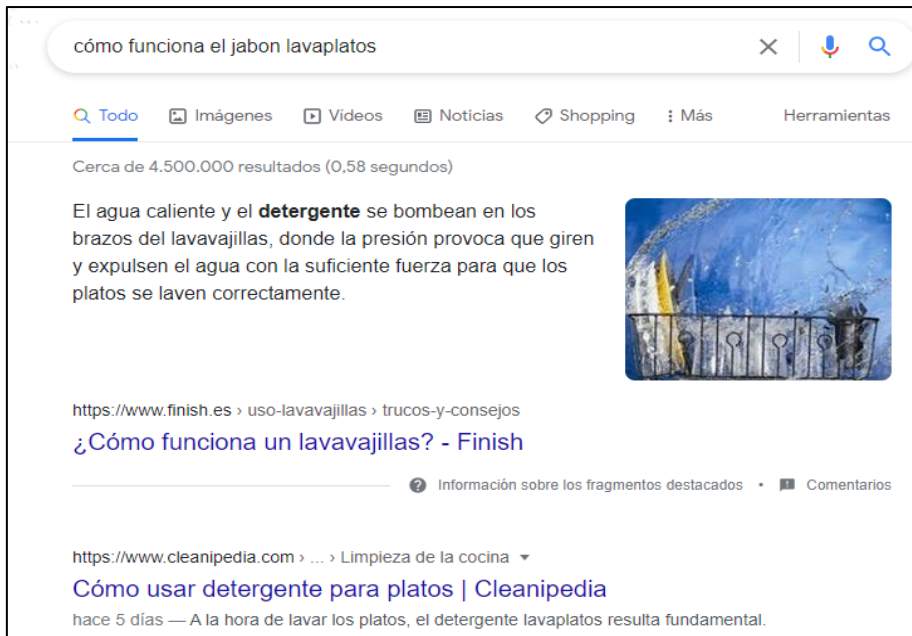 cómo funciona el jabon lavaplatos
Todo Imágenes Vídeos Noticias Shopping Más Herramientas
Cerca de 4.500.000 resultados (0,58 segundos)
El agua caliente y el detergente se bombean en los
brazos del lavavajillas, donde la presión provoca que giren
y expulsen el agua con la suficiente fuerza para que los
platos se laven correctamente.
https://www.finish.es › uso-lavavajillas › trucos-y-consejos
¿Cómo funciona un lavavajillas? - Finish
Información sobre los fragmentos destacados • Comentarios
https://www.cleanipedia.com › ... › Limpieza de la cocina
Cómo usar detergente para platos | Cleanipedia
hace 5 días — A la hora de lavar los platos, el detergente lavaplatos resulta fundamental.